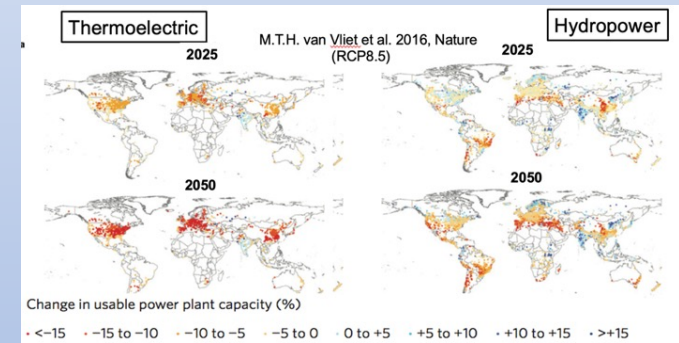 Thermoelectric
Hydropower
a
M.T.H. van Vliet et al. 2016, Nature
(RCP8.5)
2025
2025
2050
2050
Change in usable power plant capacity (%)
<−15 −15 to −10 −10 to −5 −5 to 0 0 to +5 +5 to +10 +10 to +15 >+15